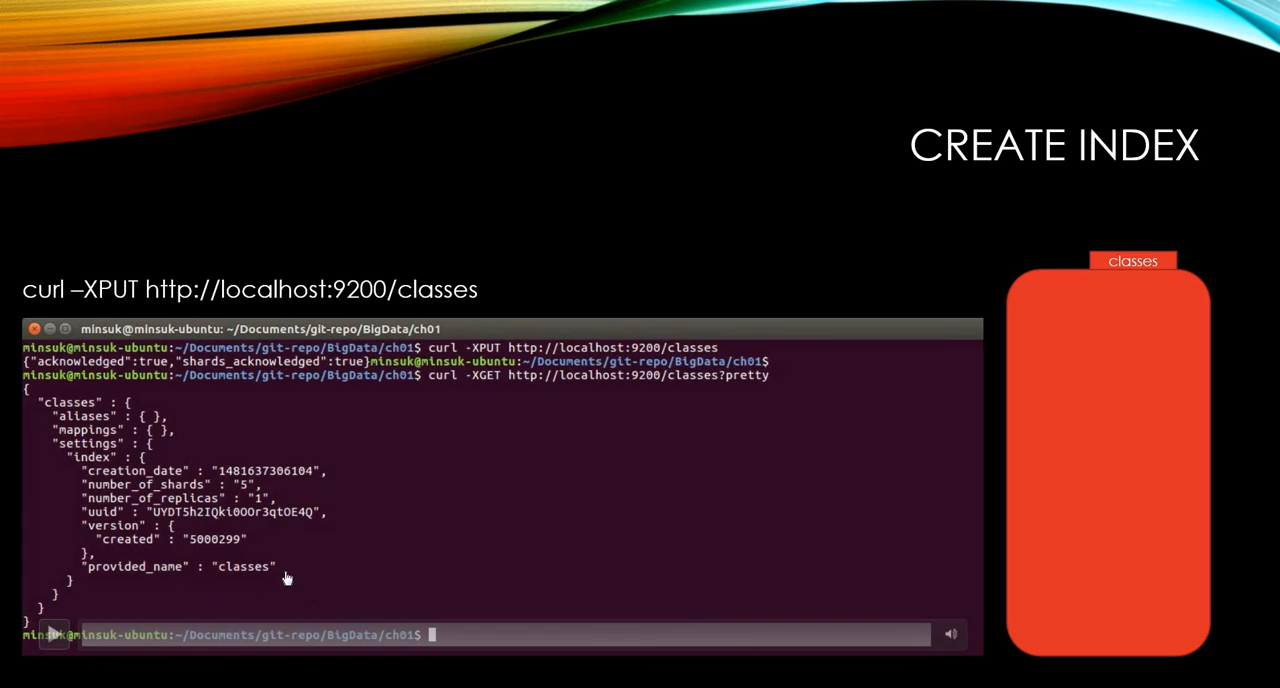 CREATE INDEX
classes
curl –XPUT http://localhost:9200/classes
minsuk@minsuk-ubuntu: ~/Documents/git-repo/BigData/ch01
minsuk@minsuk-ubuntu:~/Documents/git-repo/BigData/ch01$ curl -XPUT http://localhost:9200/classes
{"acknowledged":true,"shards_acknowledged":true}minsuk@minsuk-ubuntu:~/Documents/git-repo/BigData/ch01$
minsuk@minsuk-ubuntu:~/Documents/git-repo/BigData/ch01$ curl -XGET http://localhost:9200/classes?pretty
{
  "classes" : {
    "aliases" : { },
    "mappings" : { },
    "settings" : {
      "index" : {
        "creation_date" : "1481637306104",
        "number_of_shards" : "5",
        "number_of_replicas" : "1",
        "uuid" : "UYDT5h2IQki0OOr3qtOE4Q",
        "version" : {
          "created" : "5000299"
        },
        "provided_name" : "classes"
      }
    }
  }
}
minsuk@minsuk-ubuntu:~/Documents/git-repo/BigData/ch01$